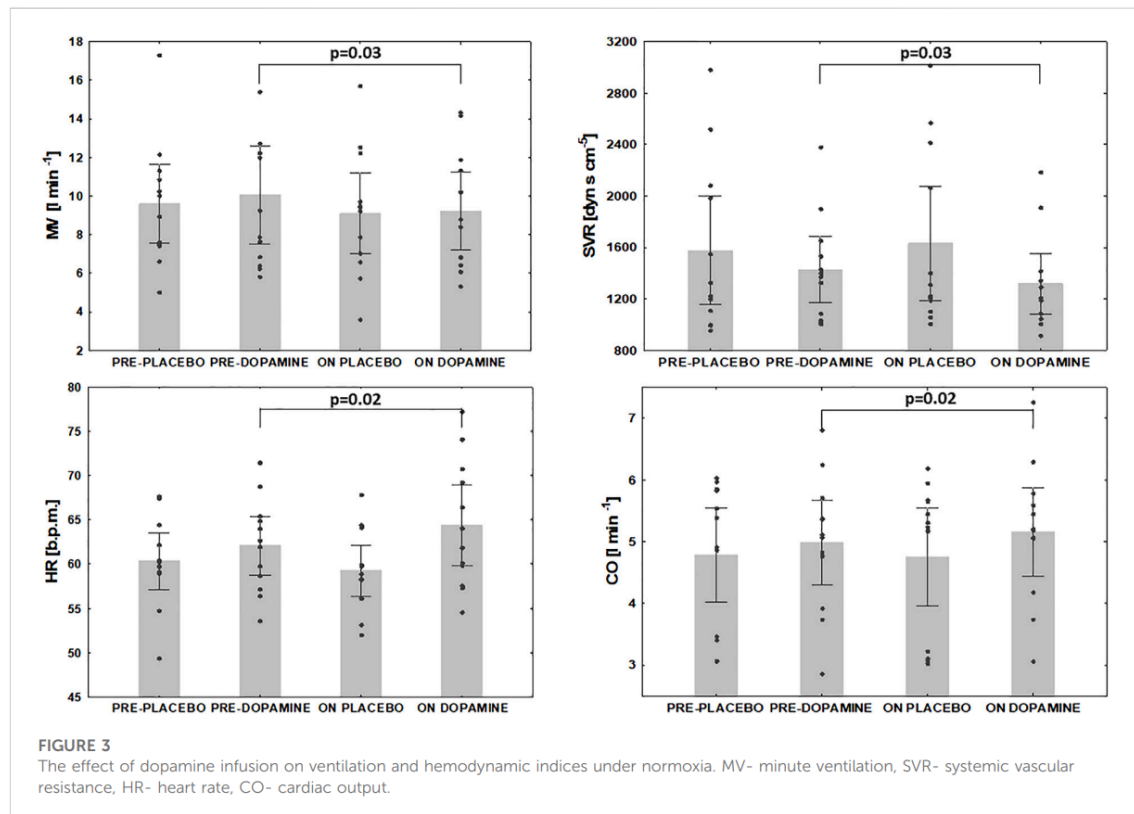 p=0.03
MV [l min -1]
18
16
14
12
10
8
6
4
2
PRE-PLACEBO PRE-DOPAMINE ON PLACEBO ON DOPAMINE
p=0.03
SVR [dyn s cm-5]
3200
2800
2400
2000
1600
1200
800
PRE-PLACEBO PRE-DOPAMINE ON PLACEBO ON DOPAMINE
p=0.02
HR [b.p.m.]
80
75
70
65
60
55
50
45
PRE-PLACEBO PRE-DOPAMINE ON PLACEBO ON DOPAMINE
p=0.02
CO [l min-1]
7
6
5
4
3
PRE-PLACEBO PRE-DOPAMINE ON PLACEBO ON DOPAMINE
FIGURE 3
The effect of dopamine infusion on ventilation and hemodynamic indices under normoxia. MV- minute ventilation, SVR- systemic vascular
resistance, HR- heart rate, CO- cardiac output.